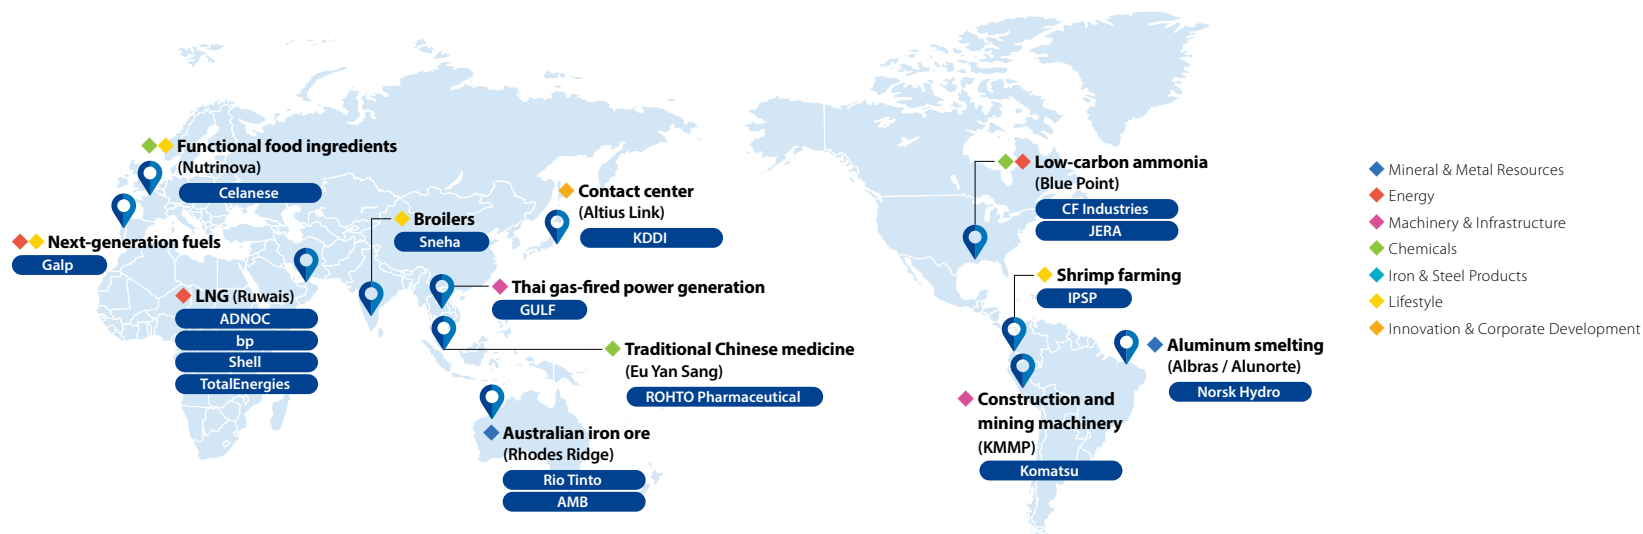 Functional food ingredients
(Nutrinova)
Celanese
Next-generation fuels
Galp
LNG (Ruwais)
ADNOC
bp
Shell
TotalEnergies
Broilers
Sneha
Contact center
(Altius Link)
KDDI
Thai gas-fired power generation
GULF
Traditional Chinese medicine
(Eu Yan Sang)
ROHTO Pharmaceutical
Australian iron ore
(Rhodes Ridge)
Rio Tinto
AMB
Low-carbon ammonia
(Blue Point)
CF Industries
JERA
Shrimp farming
IPSP
Aluminum smelting
(Albras / Alunorte)
Norsk Hydro
Construction and
mining machinery
(KMMP)
Komatsu
Mineral & Metal Resources
Energy
Machinery & Infrastructure
Chemicals
Iron & Steel Products
Lifestyle
Innovation & Corporate Development